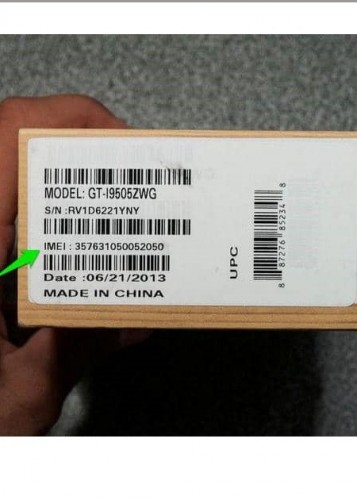 MODEL: GT-I9505ZWG
S/N :RV1D6221YNY
IMEI : 357631050052050
Date :06/21/2013
MADE IN CHINA
UPC
8 87276 85234 8